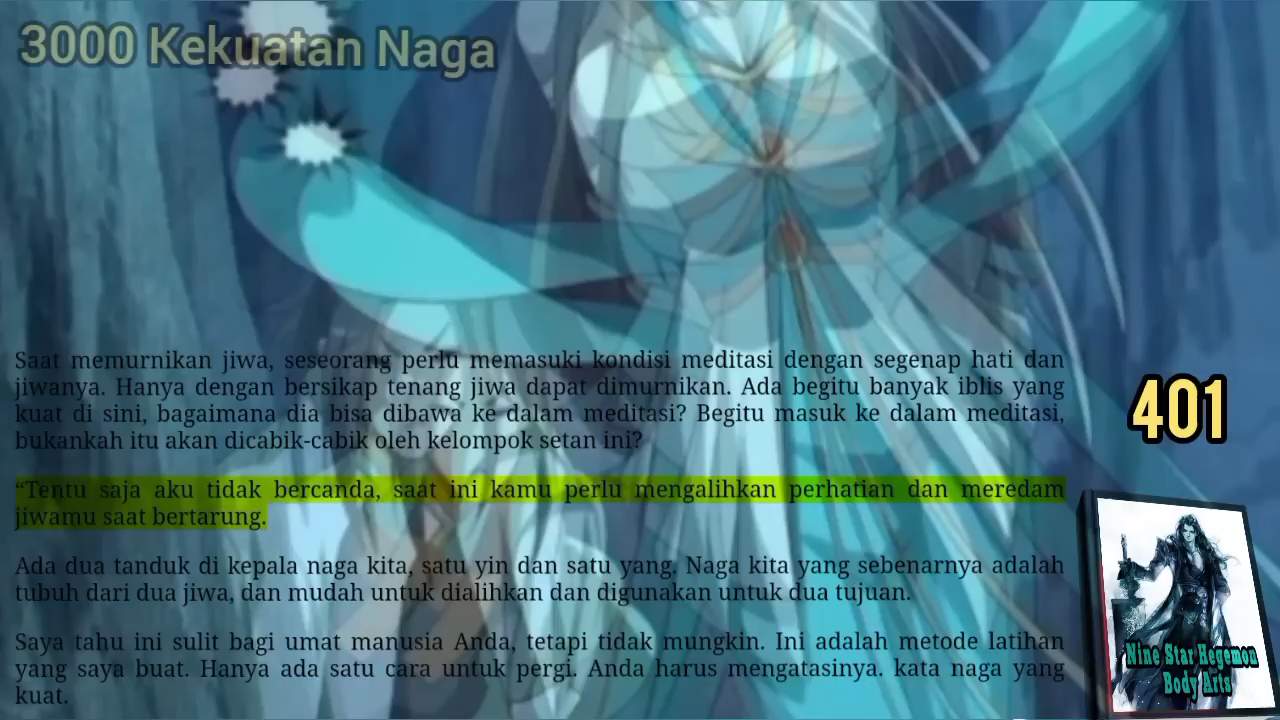 3000 Kekuatan Naga
Saat memurnikan jiwa, seseorang perlu memasuki kondisi meditasi dengan segenap hati dan
jiwanya. Hanya dengan bersikap tenang jiwa dapat dimurnikan. Ada begitu banyak iblis yang
kuat di sini, bagaimana dia bisa dibawa ke dalam meditasi? Begitu masuk ke dalam meditasi,
bukankah itu akan dicabik-cabik oleh kelompok setan ini?
“Tentu saja aku tidak bercanda, saat ini kamu perlu mengalihkan perhatian dan meredam
jiwamu saat bertarung.
Ada dua tanduk di kepala naga kita, satu yin dan satu yang. Naga kita yang sebenarnya adalah
tubuh dari dua jiwa, dan mudah untuk dialihkan dan digunakan untuk dua tujuan.
Saya tahu ini sulit bagi umat manusia Anda, tetapi tidak mungkin. Ini adalah metode latihan
yang saya buat. Hanya ada satu cara untuk pergi. Anda harus mengatasinya. kata naga yang
kuat.
401
Nine Star Hegemon
Body Arts